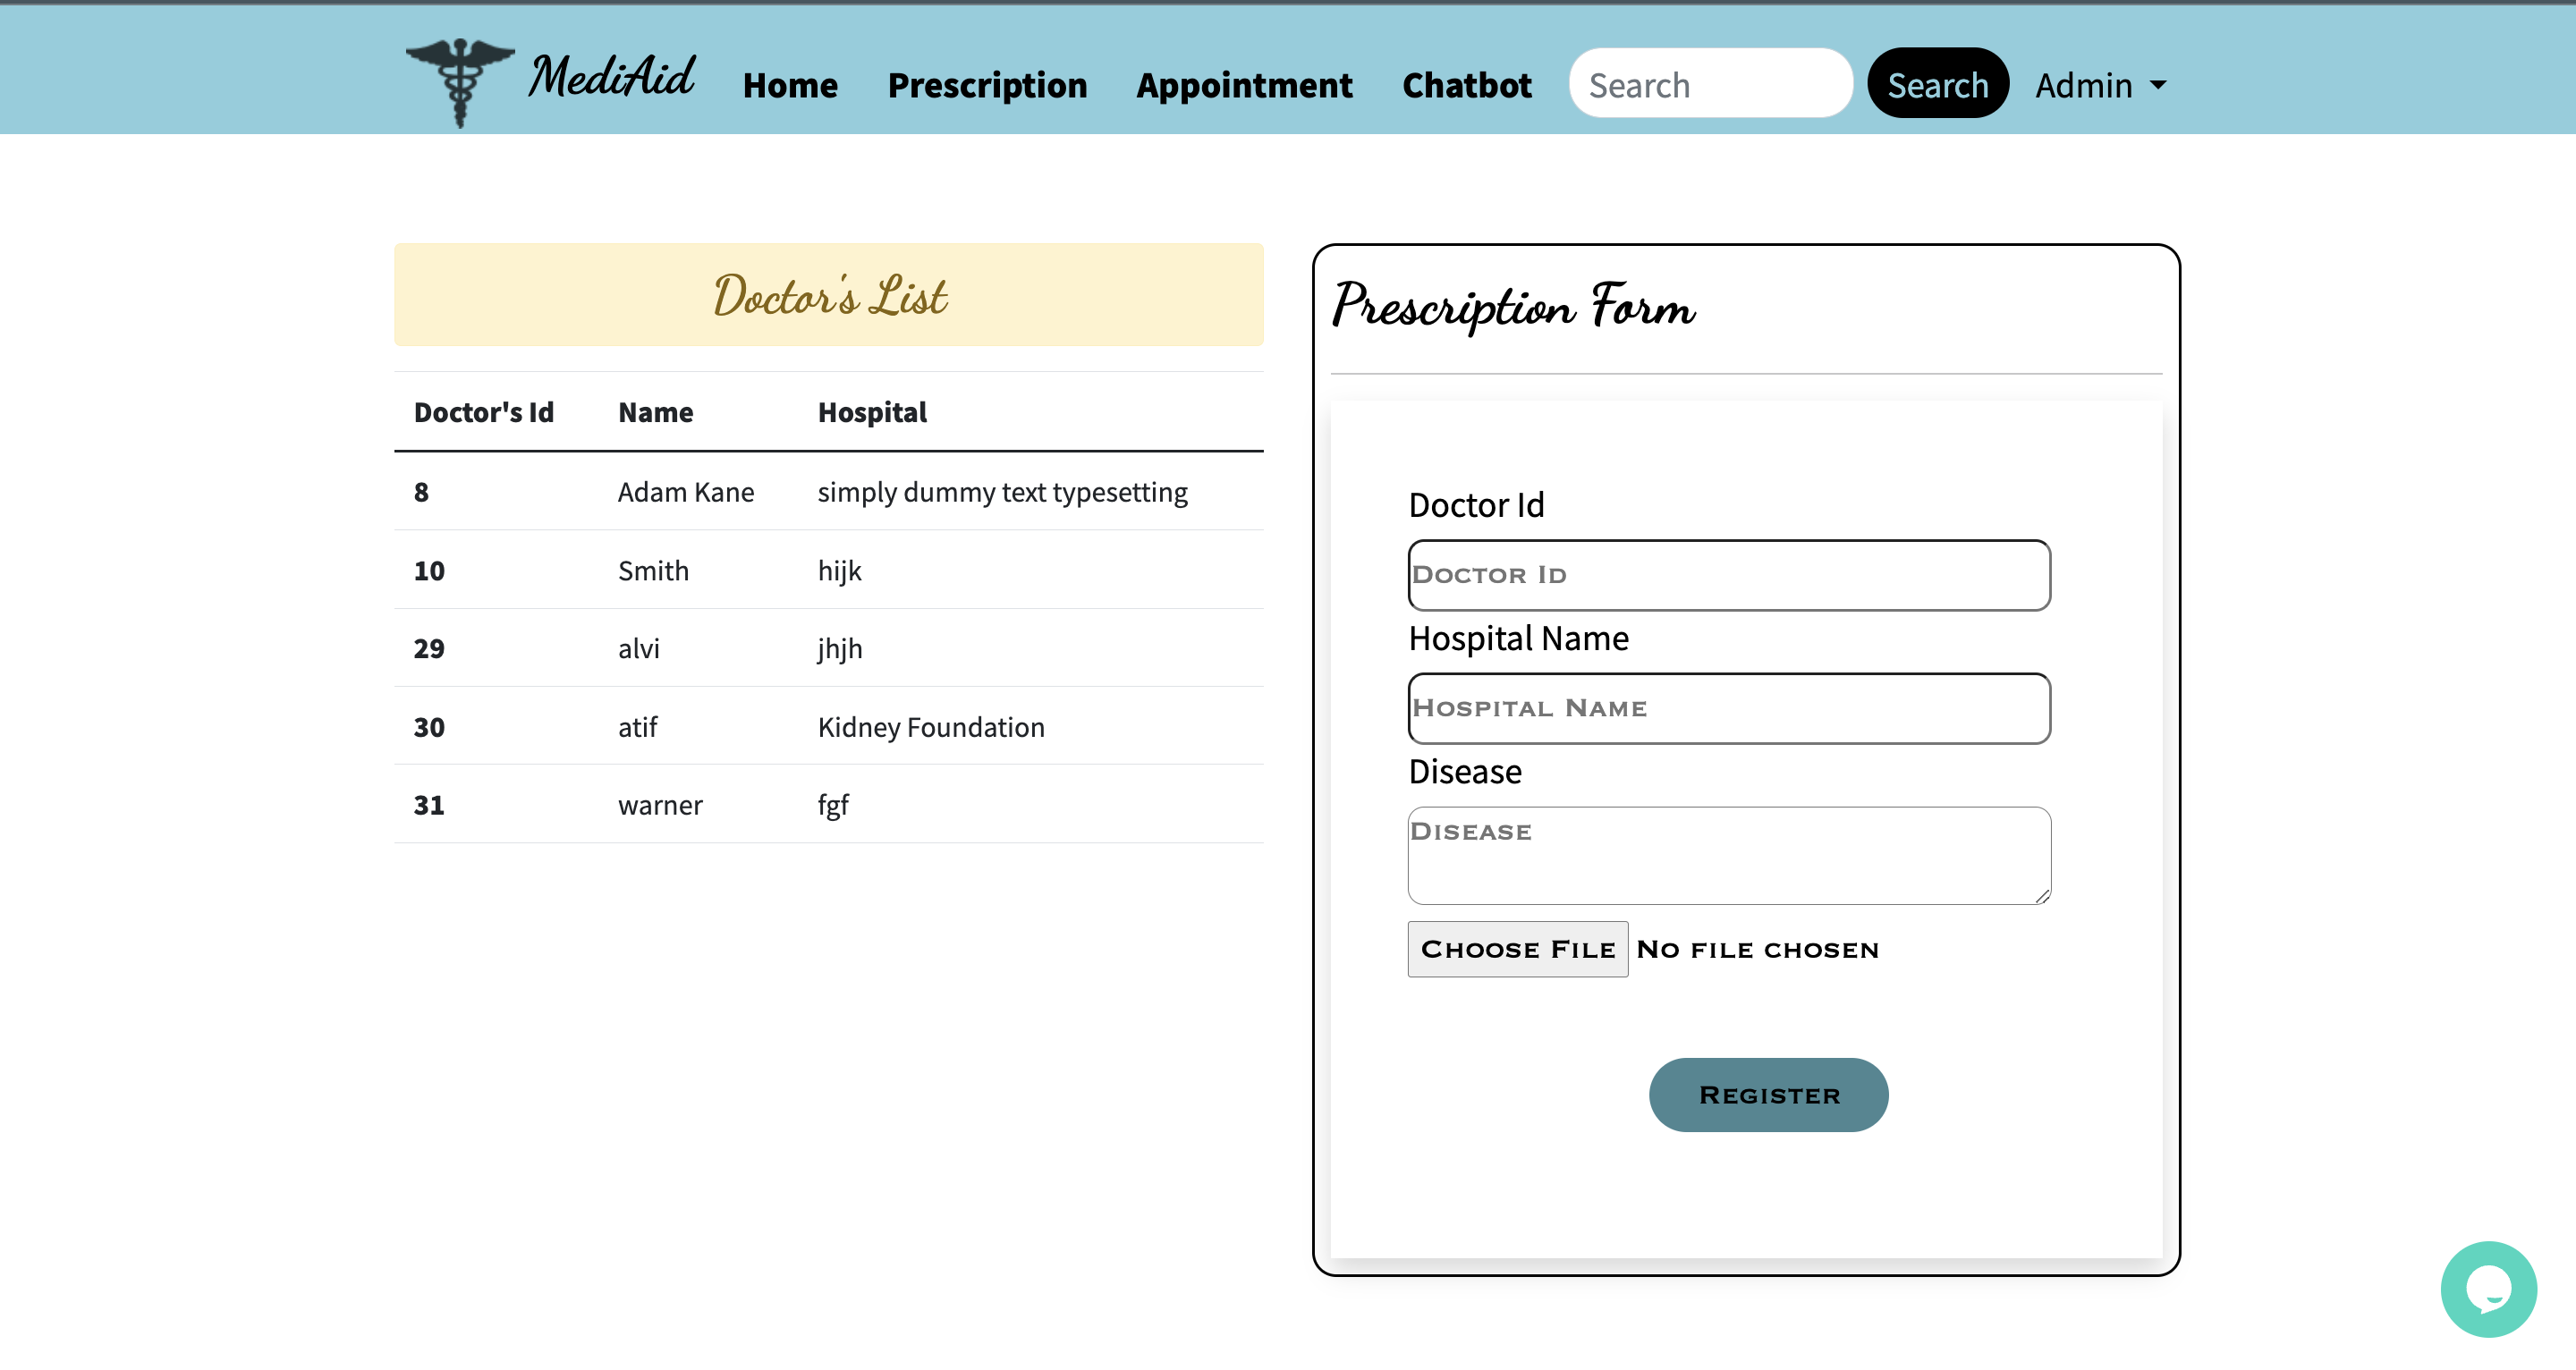 MediAid Home Prescription Appointment Chatbot Search Search Admin
Doctor's List
Doctor's Id Name Hospital
8 Adam Kane simply dummy text typesetting
10 Smith hijk
29 alvi jhjh
30 atif Kidney Foundation
31 warner fgf
Prescription Form
Doctor Id
Doctor Id
Hospital Name
Hospital Name
Disease
Disease
Choose File No file chosen
Register